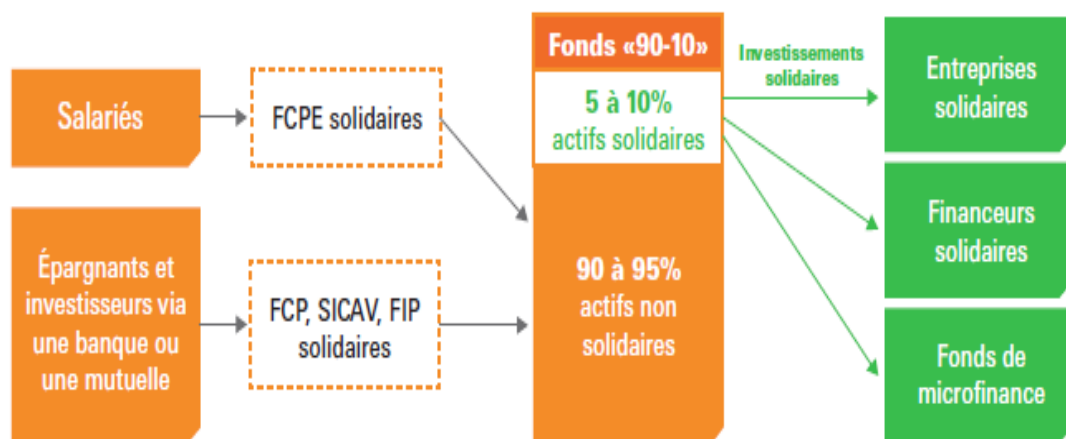 Salariés
FCPE solidaires
Épargnants et
investisseurs via
une banque ou
une mutuelle
FCP, SICAV, FIP
solidaires
Fonds «90-10»
5 à 10%
actifs solidaires
90 à 95%
actifs non
solidaires
Investissements
solidaires
Entreprises
solidaires
Financeurs
solidaires
Fonds de
microfinance